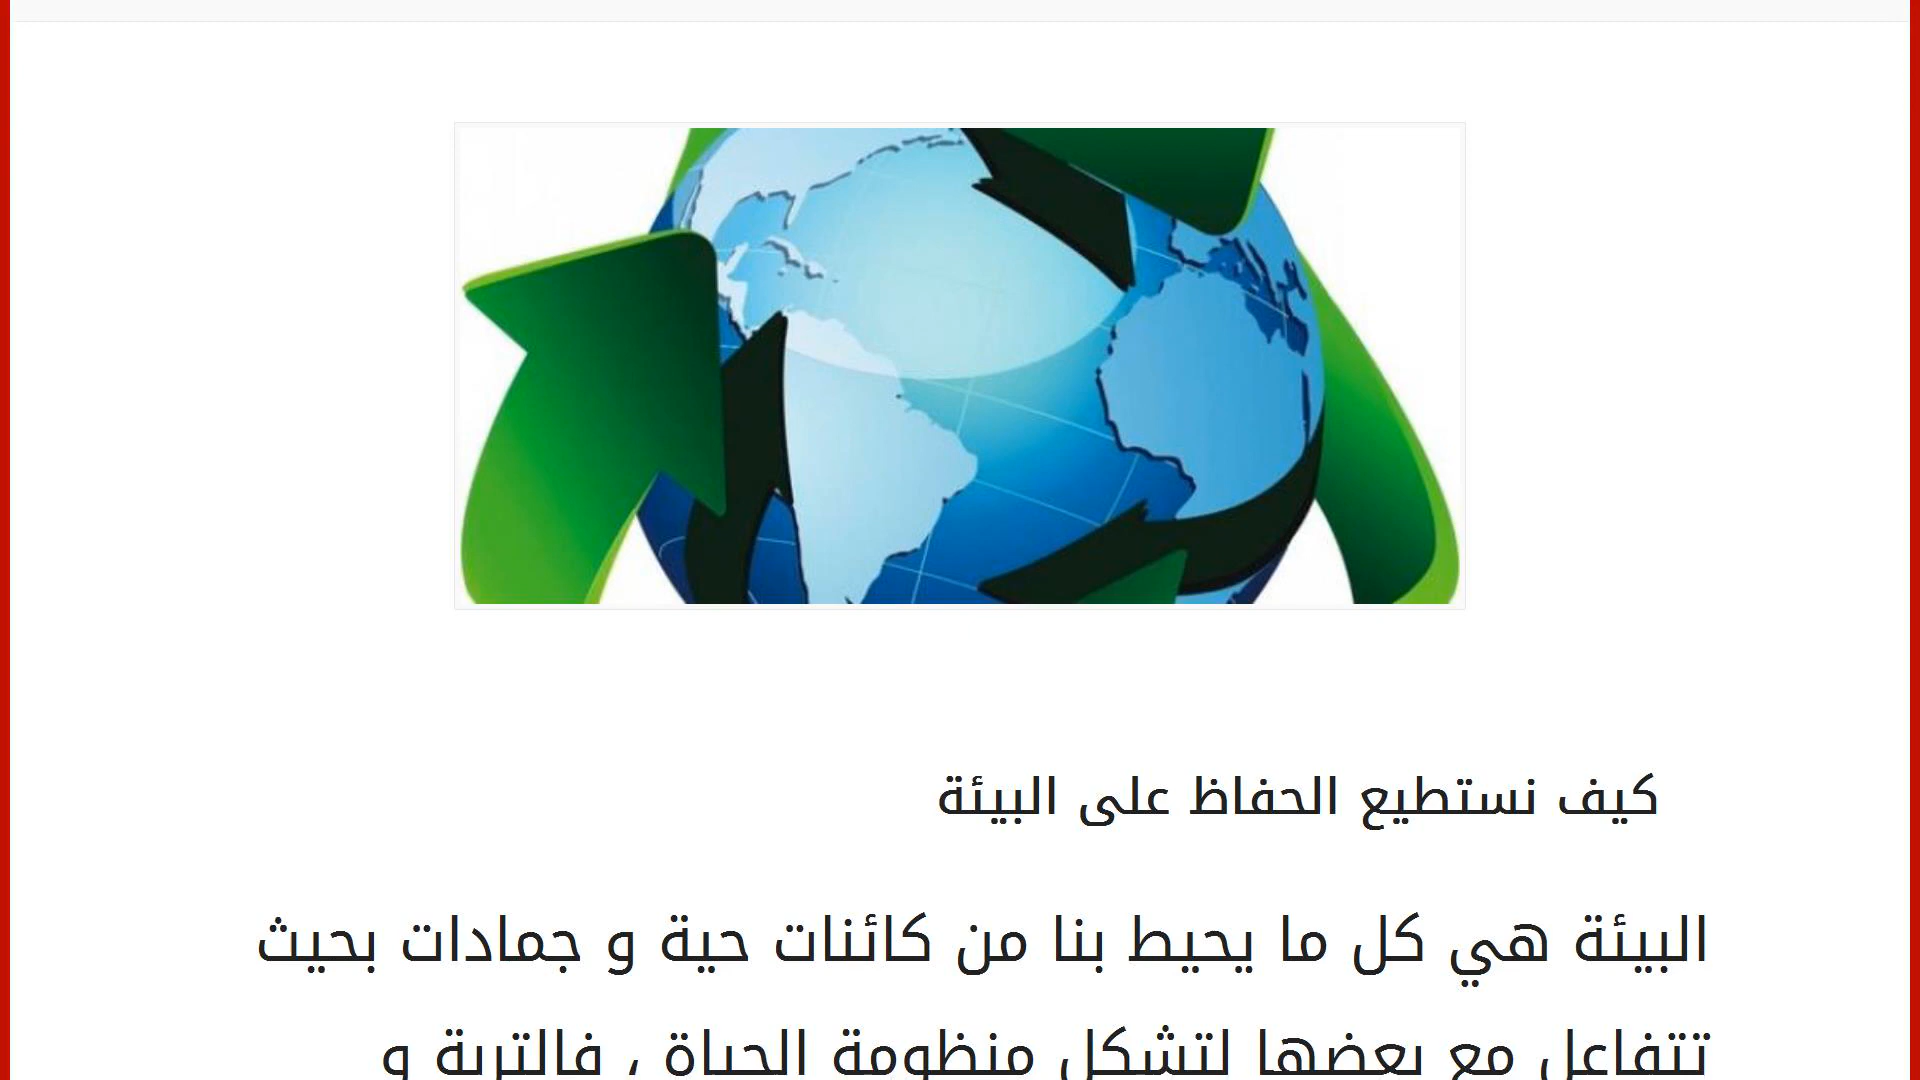 كيف نستطيع الحفاظ على البيئة
البيئة هي كل ما يحيط بنا من كائنات حية و جمادات بحيث
تتفاعل مع بعضها لتشكل منظومة الحياة ، فالتربة و